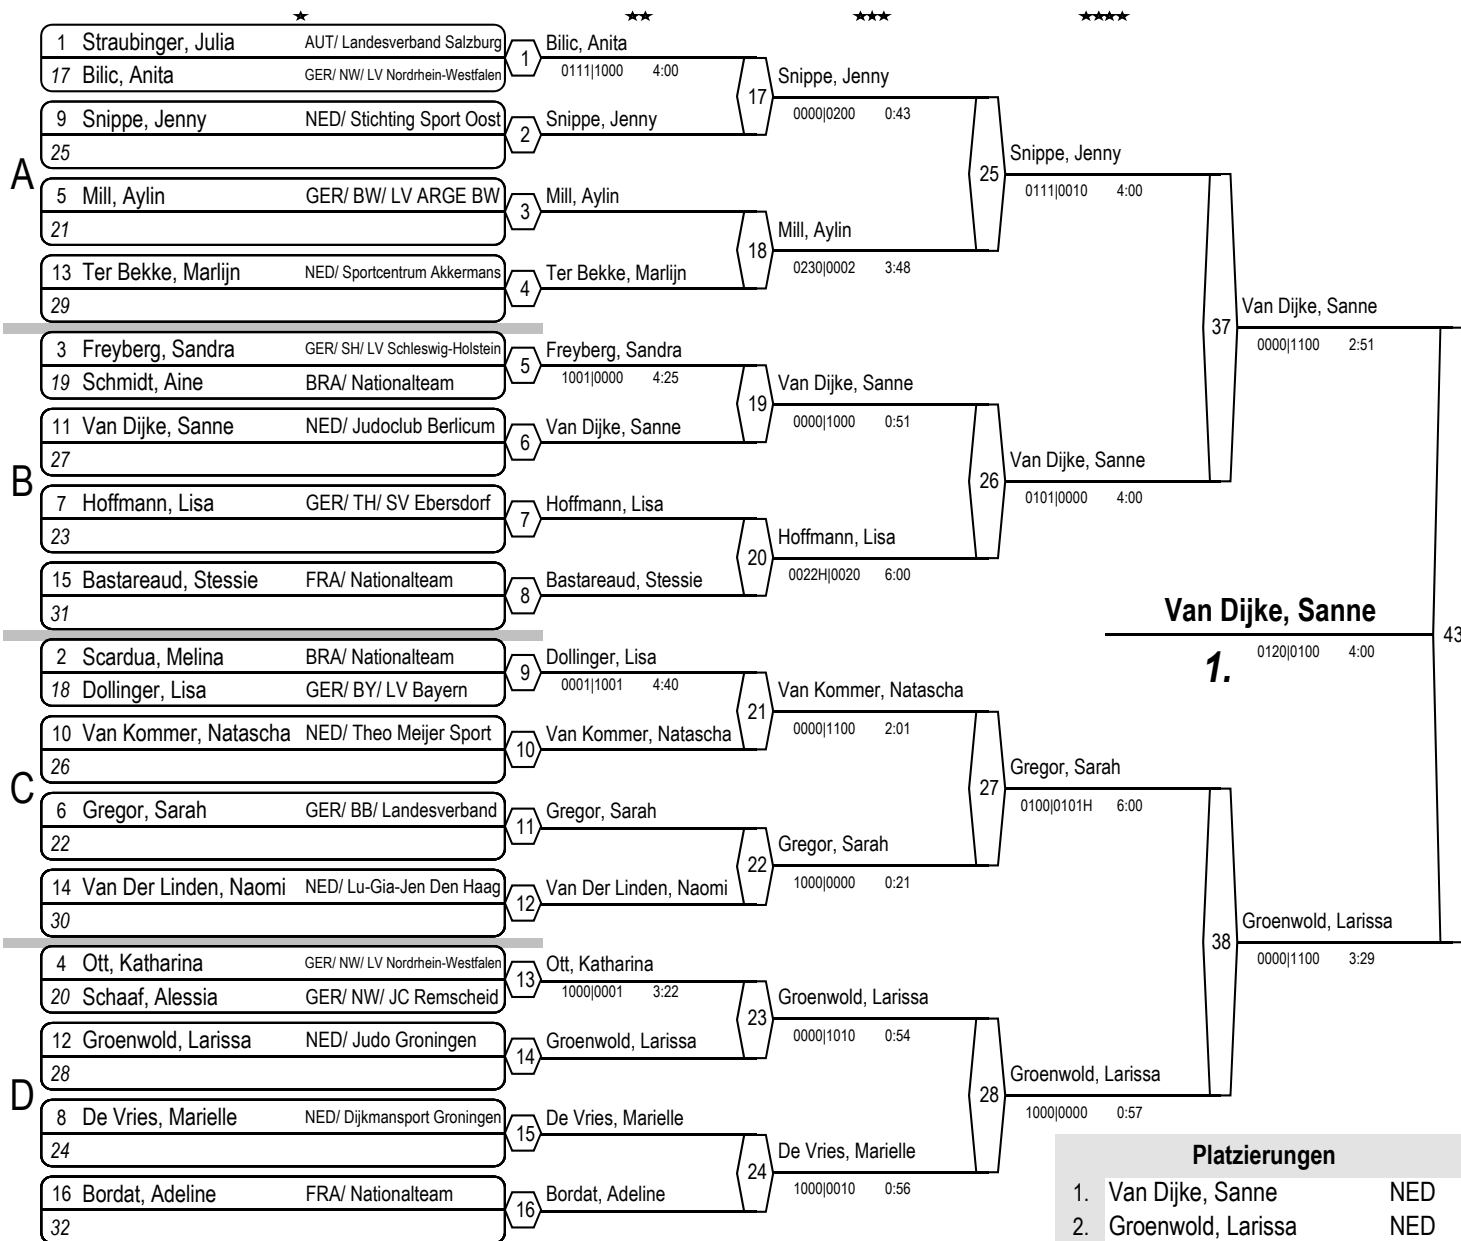 ★ ★★ ★★★ ★★★★
1 Straubinger, Julia AUT/ Landesverband Salzburg
17 Bilic, Anita GER/ NW/ LV Nordrhein-Westfalen
1 Bilic, Anita
0111|1000 4:00
9 Snippe, Jenny NED/ Stichting Sport Oost
25
2 Snippe, Jenny
17 Snippe, Jenny
0000|0200 0:43
A
5 Mill, Aylin GER/ BW/ LV ARGE BW
21
3 Mill, Aylin
13 Ter Bekke, Marlijn NED/ Sportcentrum Akkermans
29
4 Ter Bekke, Marlijn
18 Mill, Aylin
0230|0002 3:48
25 Snippe, Jenny
0111|0010 4:00
3 Freyberg, Sandra GER/ SH/ LV Schleswig-Holstein
19 Schmidt, Aine BRA/ Nationalteam
5 Freyberg, Sandra
1001|0000 4:25
11 Van Dijke, Sanne NED/ Judoclub Berlicum
27
6 Van Dijke, Sanne
19 Van Dijke, Sanne
0000|1000 0:51
B
7 Hoffmann, Lisa GER/ TH/ SV Ebersdorf
23
7 Hoffmann, Lisa
15 Bastareaud, Stessie FRA/ Nationalteam
31
8 Bastareaud, Stessie
20 Hoffmann, Lisa
0022H|0020 6:00
26 Van Dijke, Sanne
0101|0000 4:00
37 Van Dijke, Sanne
0000|1100 2:51
2 Scardua, Melina BRA/ Nationalteam
18 Dollinger, Lisa GER/ BY/ LV Bayern
9 Dollinger, Lisa
0001|1001 4:40
10 Van Kommer, Natascha NED/ Theo Meijer Sport
26
10 Van Kommer, Natascha
21 Van Kommer, Natascha
0000|1100 2:01
C
6 Gregor, Sarah GER/ BB/ Landesverband
22
11 Gregor, Sarah
14 Van Der Linden, Naomi NED/ Lu-Gia-Jen Den Haag
30
12 Van Der Linden, Naomi
22 Gregor, Sarah
1000|0000 0:21
27 Gregor, Sarah
0100|0101H 6:00
4 Ott, Katharina GER/ NW/ LV Nordrhein-Westfalen
20 Schaaf, Alessia GER/ NW/ JC Remscheid
13 Ott, Katharina
1000|0001 3:22
12 Groenwold, Larissa NED/ Judo Groningen
28
14 Groenwold, Larissa
23 Groenwold, Larissa
0000|1010 0:54
D
8 De Vries, Marielle NED/ Dijkmansport Groningen
24
15 De Vries, Marielle
16 Bordat, Adeline FRA/ Nationalteam
32
16 Bordat, Adeline
24 De Vries, Marielle
1000|0010 0:56
28 Groenwold, Larissa
1000|0000 0:57
38 Groenwold, Larissa
0000|1100 3:29
Van Dijke, Sanne
43
1. 0120|0100 4:00
Platzierungen
1. Van Dijke, Sanne NED
2. Groenwold, Larissa NED